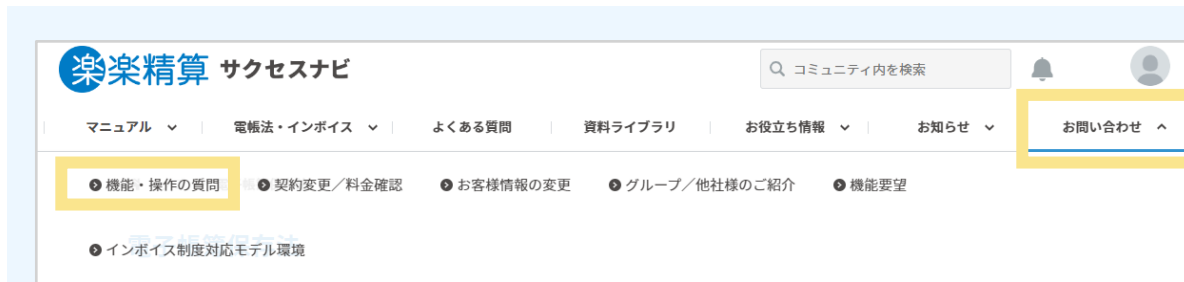 楽楽精算 サクセスナビ
コミュニティ内を検索
マニュアル 電帳法・インボイス よくある質問 資料ライブラリ お役立ち情報 お知らせ お問い合わせ
機能・操作の質問 契約変更／料金確認 お客様情報の変更 グループ／他社様のご紹介 機能要望
インボイス制度対応モデル環境